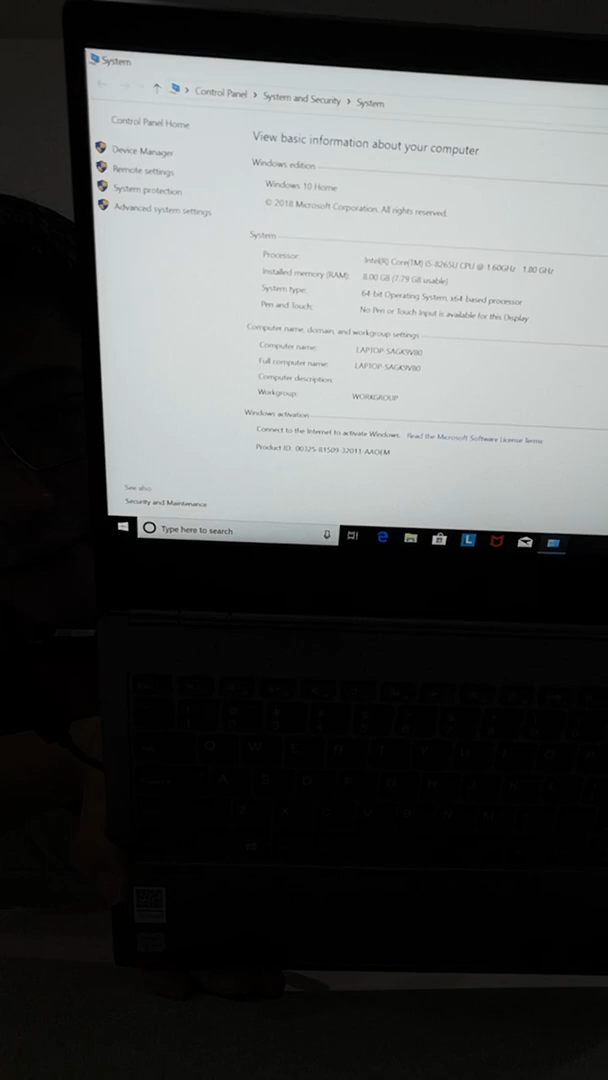 System
Control Panel > System and Security > System
Control Panel Home
Device Manager
Remote settings
System protection
Advanced system settings
View basic information about your computer
Windows edition
Windows 10 Home
© 2018 Microsoft Corporation. All rights reserved.
System
Processor: Intel(R) Core(TM) i5-8265U CPU @ 1.60GHz 1.80 GHz
Installed memory (RAM): 8.00 GB (7.79 GB usable)
System type: 64-bit Operating System, x64-based processor
Pen and Touch: No Pen or Touch Input is available for this Display
Computer name, domain, and workgroup settings
Computer name: LAPTOP-SAGK9V80
Full computer name: LAPTOP-SAGK9V80
Computer description:
Workgroup: WORKGROUP
Windows activation
Connect to the Internet to activate Windows. Read the Microsoft Software License Terms
Product ID: 00325-81509-32011-AAOEM
See also
Security and Maintenance
Type here to search
L
Q W E R T Y
A S D F